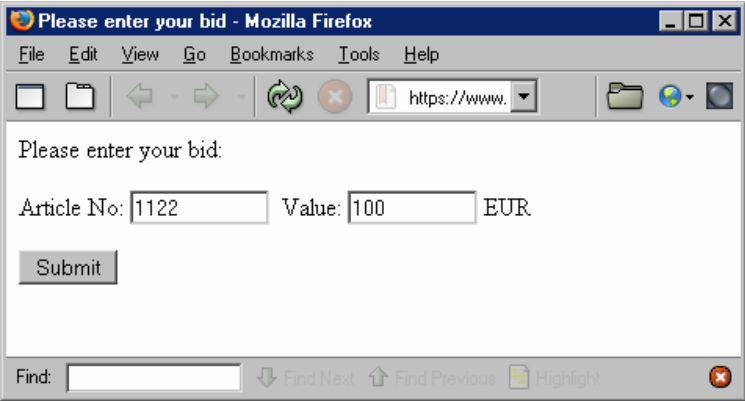 Please enter your bid - Mozilla Firefox
File Edit View Go Bookmarks Tools Help
https://www.
Please enter your bid:
Article No: 1122 Value: 100 EUR
Submit
Find: Find Next Find Previous Highlight